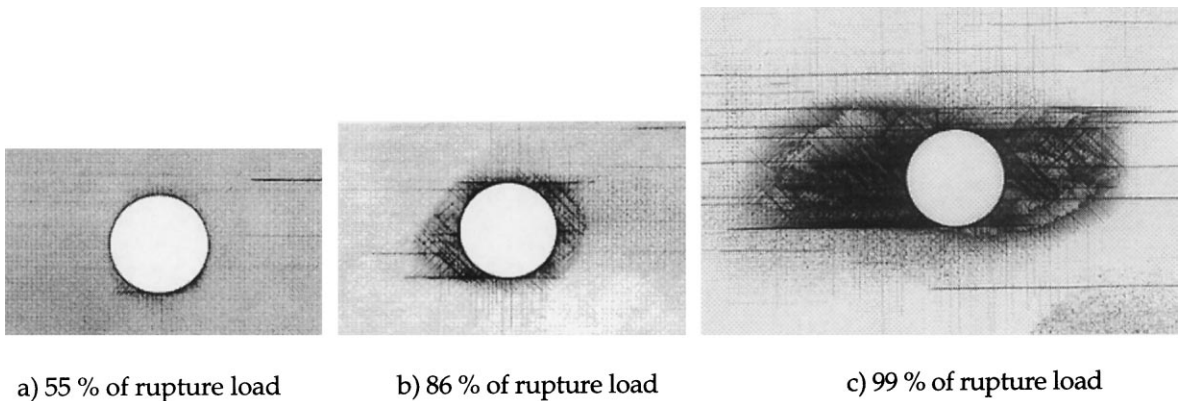 a) 55 % of rupture load
b) 86 % of rupture load
c) 99 % of rupture load